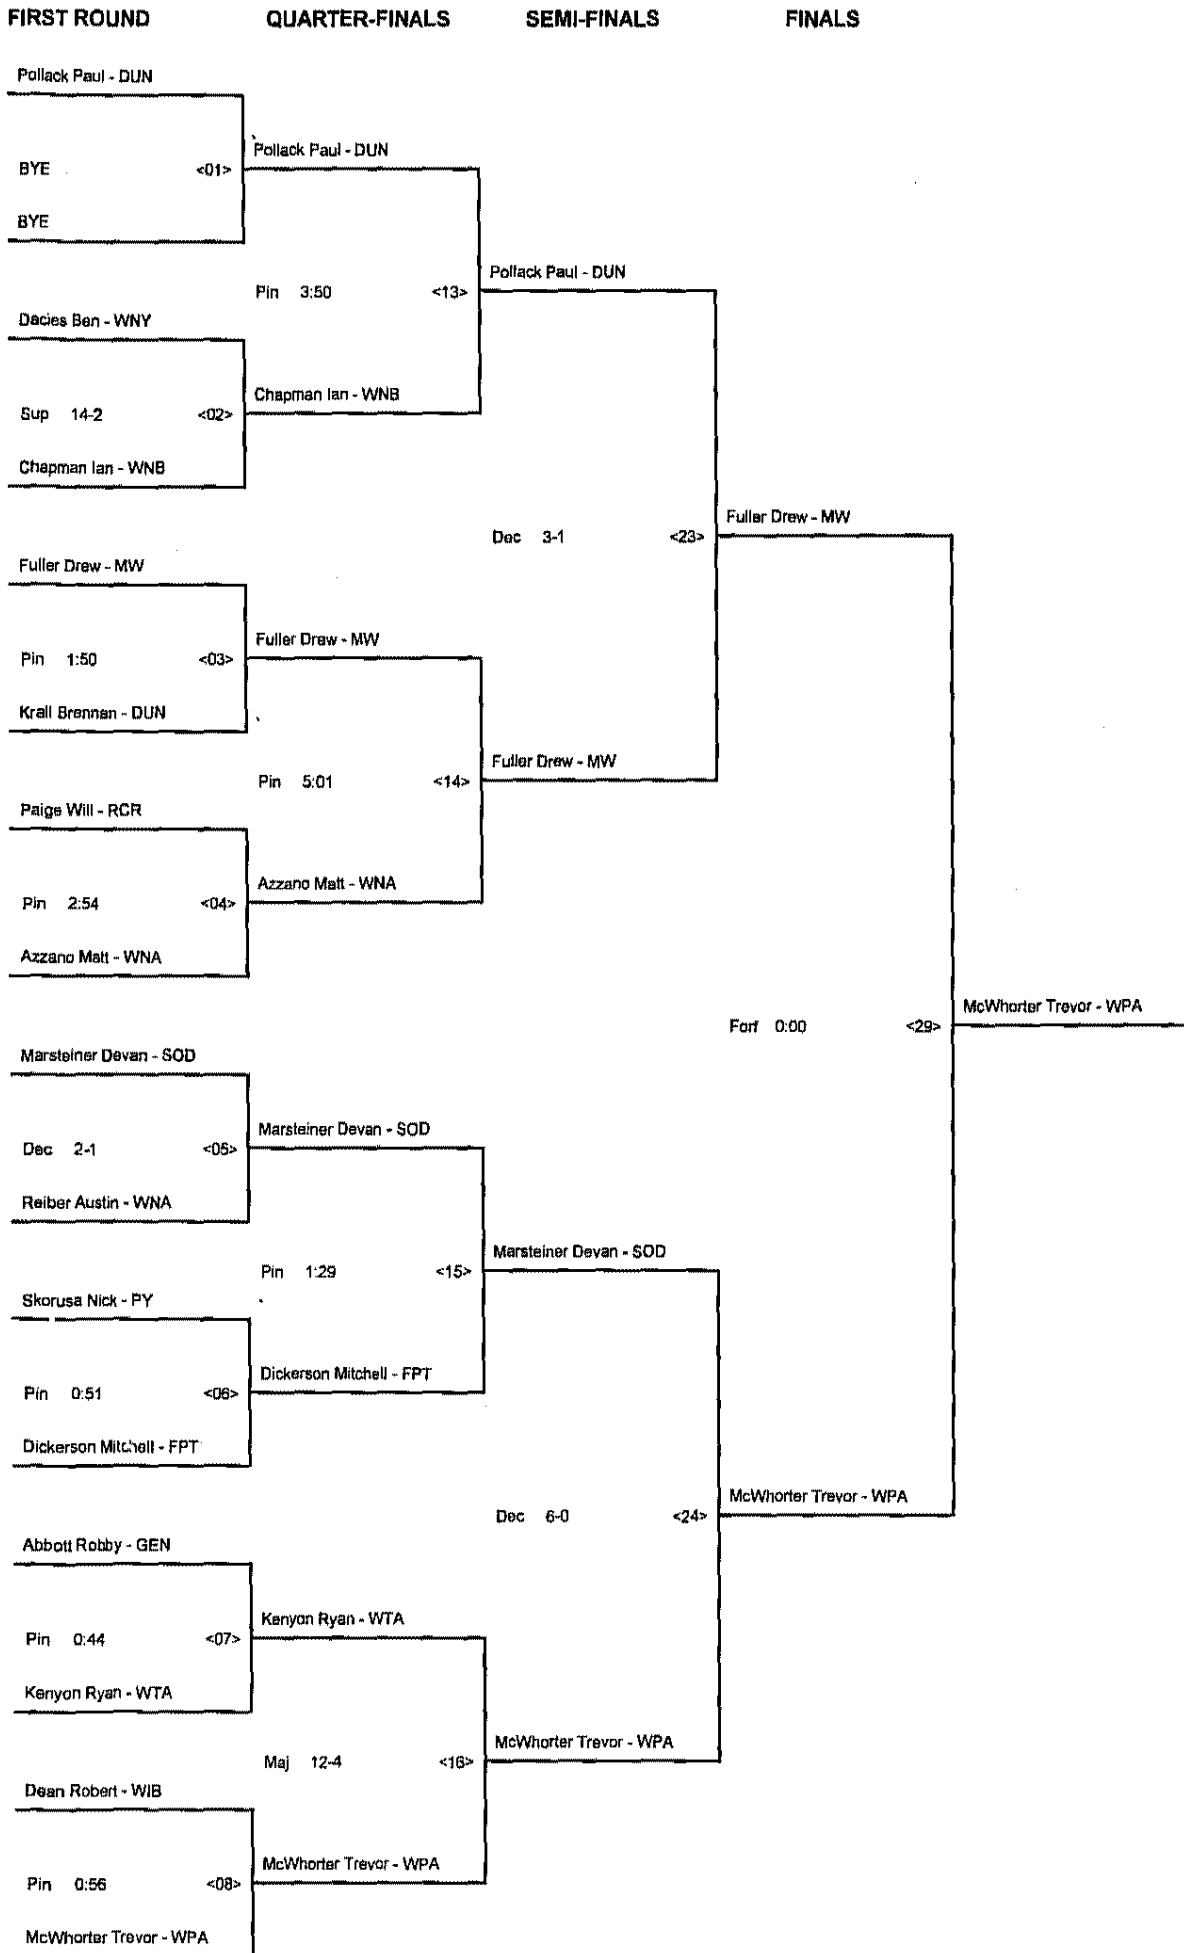 FIRST ROUND QUARTER-FINALS SEMI-FINALS FINALS
Pollack Paul - DUN
Pollack Paul - DUN
BYE <01>
BYE
Pollack Paul - DUN
Pin 3:50 <13>
Dacies Ben - WNY
Chapman Ian - WNB
Sup 14-2 <02>
Chapman Ian - WNB
Fuller Drew - MW
Dec 3-1 <23>
Fuller Drew - MW
Fuller Drew - MW
Pin 1:50 <03>
Krall Brennan - DUN
Fuller Drew - MW
Pin 5:01 <14>
Paige Will - RCR
Azzano Matt - WNA
Pin 2:54 <04>
Azzano Matt - WNA
McWhorter Trevor - WPA
Forf 0:00 <29>
Marsteiner Devan - SOD
Marsteiner Devan - SOD
Dec 2-1 <05>
Reiber Austin - WNA
Marsteiner Devan - SOD
Pin 1:29 <15>
Skorusa Nick - PY
Dickerson Mitchell - FPT
Pin 0:51 <06>
Dickerson Mitchell - FPT
McWhorter Trevor - WPA
Dec 6-0 <24>
Abbott Robby - GEN
Kenyon Ryan - WTA
Pin 0:44 <07>
Kenyon Ryan - WTA
McWhorter Trevor - WPA
Maj 12-4 <16>
Dean Robert - WIB
McWhorter Trevor - WPA
Pin 0:56 <08>
McWhorter Trevor - WPA